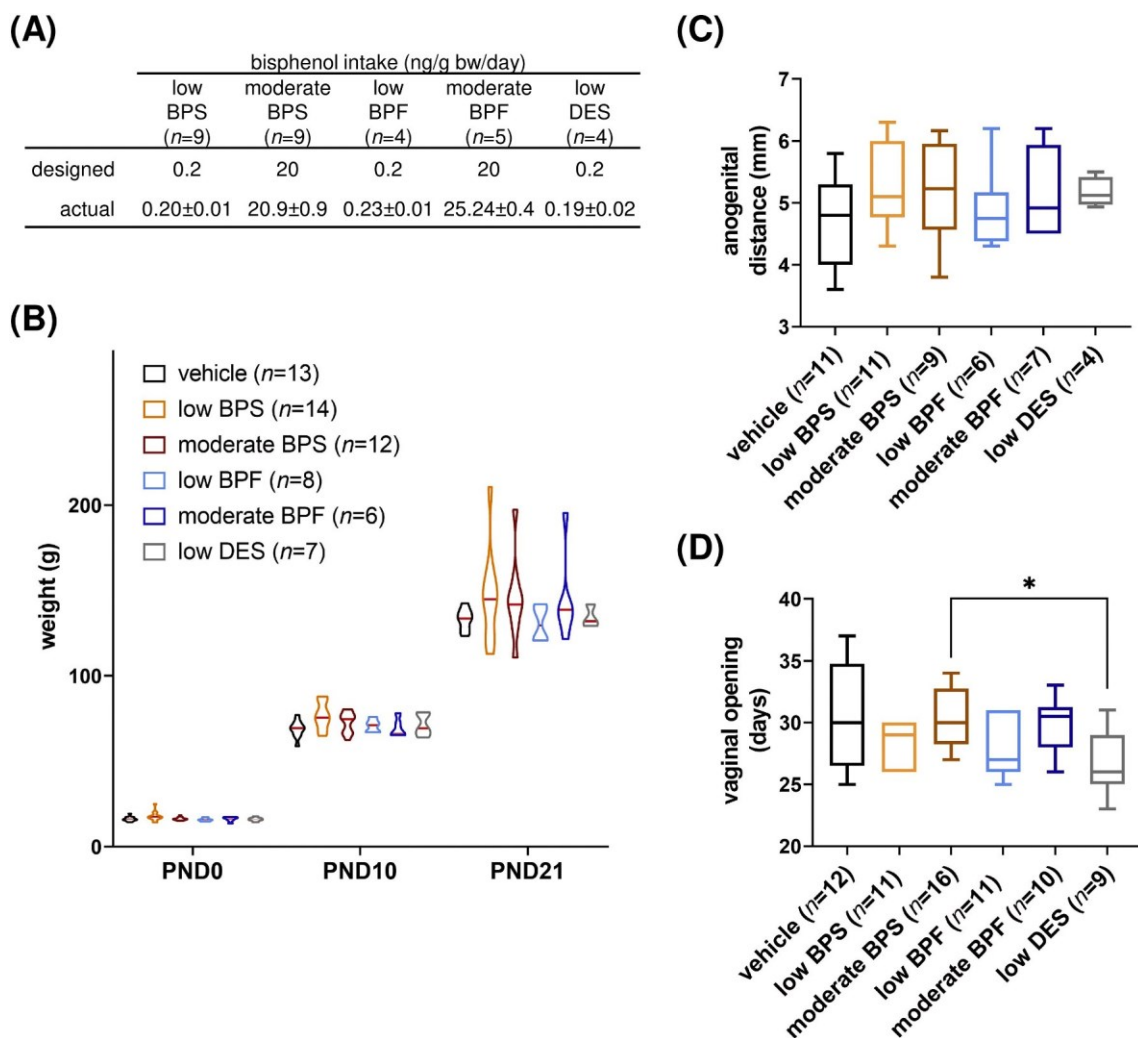 (A)
bisphenol intake (ng/g bw/day)
low BPS (n=9) moderate BPS (n=9) low BPF (n=4) moderate BPF (n=5) low DES (n=4)
designed 0.2 20 0.2 20 0.2
actual 0.20±0.01 20.9±0.9 0.23±0.01 25.24±0.4 0.19±0.02
(B)
weight (g)
200
100
0
vehicle (n=13)
low BPS (n=14)
moderate BPS (n=12)
low BPF (n=8)
moderate BPF (n=6)
low DES (n=7)
PND0 PND10 PND21
(C)
anogenital
distance (mm)
7
6
5
4
3
vehicle (n=11)
low BPS (n=11)
moderate BPS (n=9)
low BPF (n=6)
moderate BPF (n=7)
low DES (n=4)
(D)
vaginal opening
(days)
40
35
30
25
20
*
vehicle (n=12)
low BPS (n=11)
moderate BPS (n=16)
low BPF (n=11)
moderate BPF (n=10)
low DES (n=9)